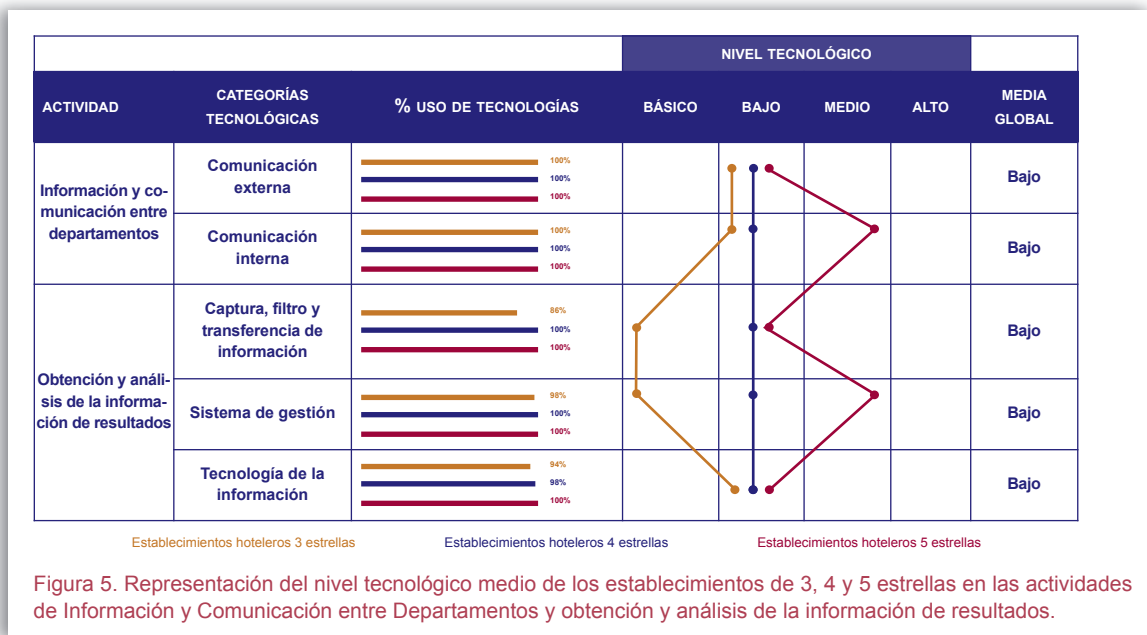 NIVEL TECNOLÓGICO
ACTIVIDAD
CATEGORÍAS
TECNOLÓGICAS
% USO DE TECNOLOGÍAS
BÁSICO
BAJO
MEDIO
ALTO
MEDIA
GLOBAL
Información y co-
municación entre
departamentos
Comunicación
externa
100%
100%
100%
Bajo
Comunicación
interna
100%
100%
100%
Bajo
Obtención y análi-
sis de la informa-
ción de resultados
Captura, filtro y
transferencia de
información
86%
100%
100%
Bajo
Sistema de gestión
98%
100%
100%
Bajo
Tecnología de la
información
94%
98%
100%
Bajo
Establecimientos hoteleros 3 estrellas
Establecimientos hoteleros 4 estrellas
Establecimientos hoteleros 5 estrellas
Figura 5. Representación del nivel tecnológico medio de los establecimientos de 3, 4 y 5 estrellas en las actividades
de Información y Comunicación entre Departamentos y obtención y análisis de la información de resultados.